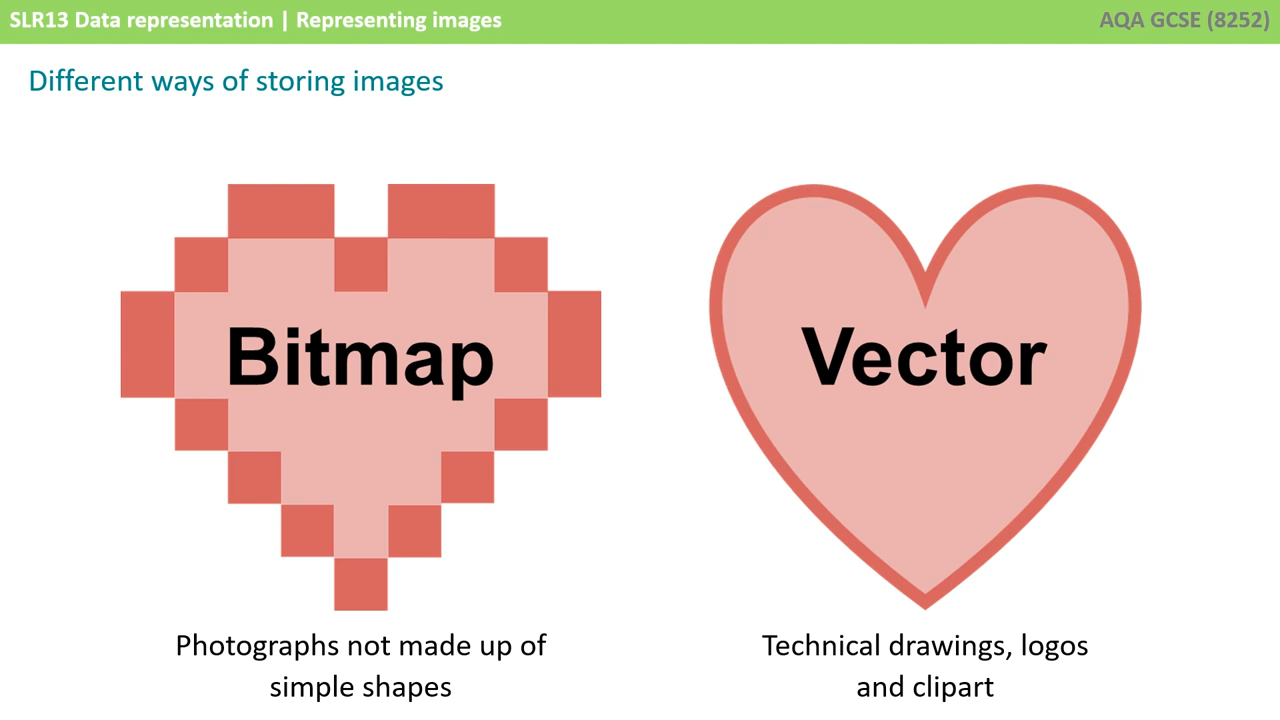 SLR13 Data representation | Representing images
AQA GCSE (8252)
Different ways of storing images
Bitmap
Vector
Photographs not made up of
simple shapes
Technical drawings, logos
and clipart